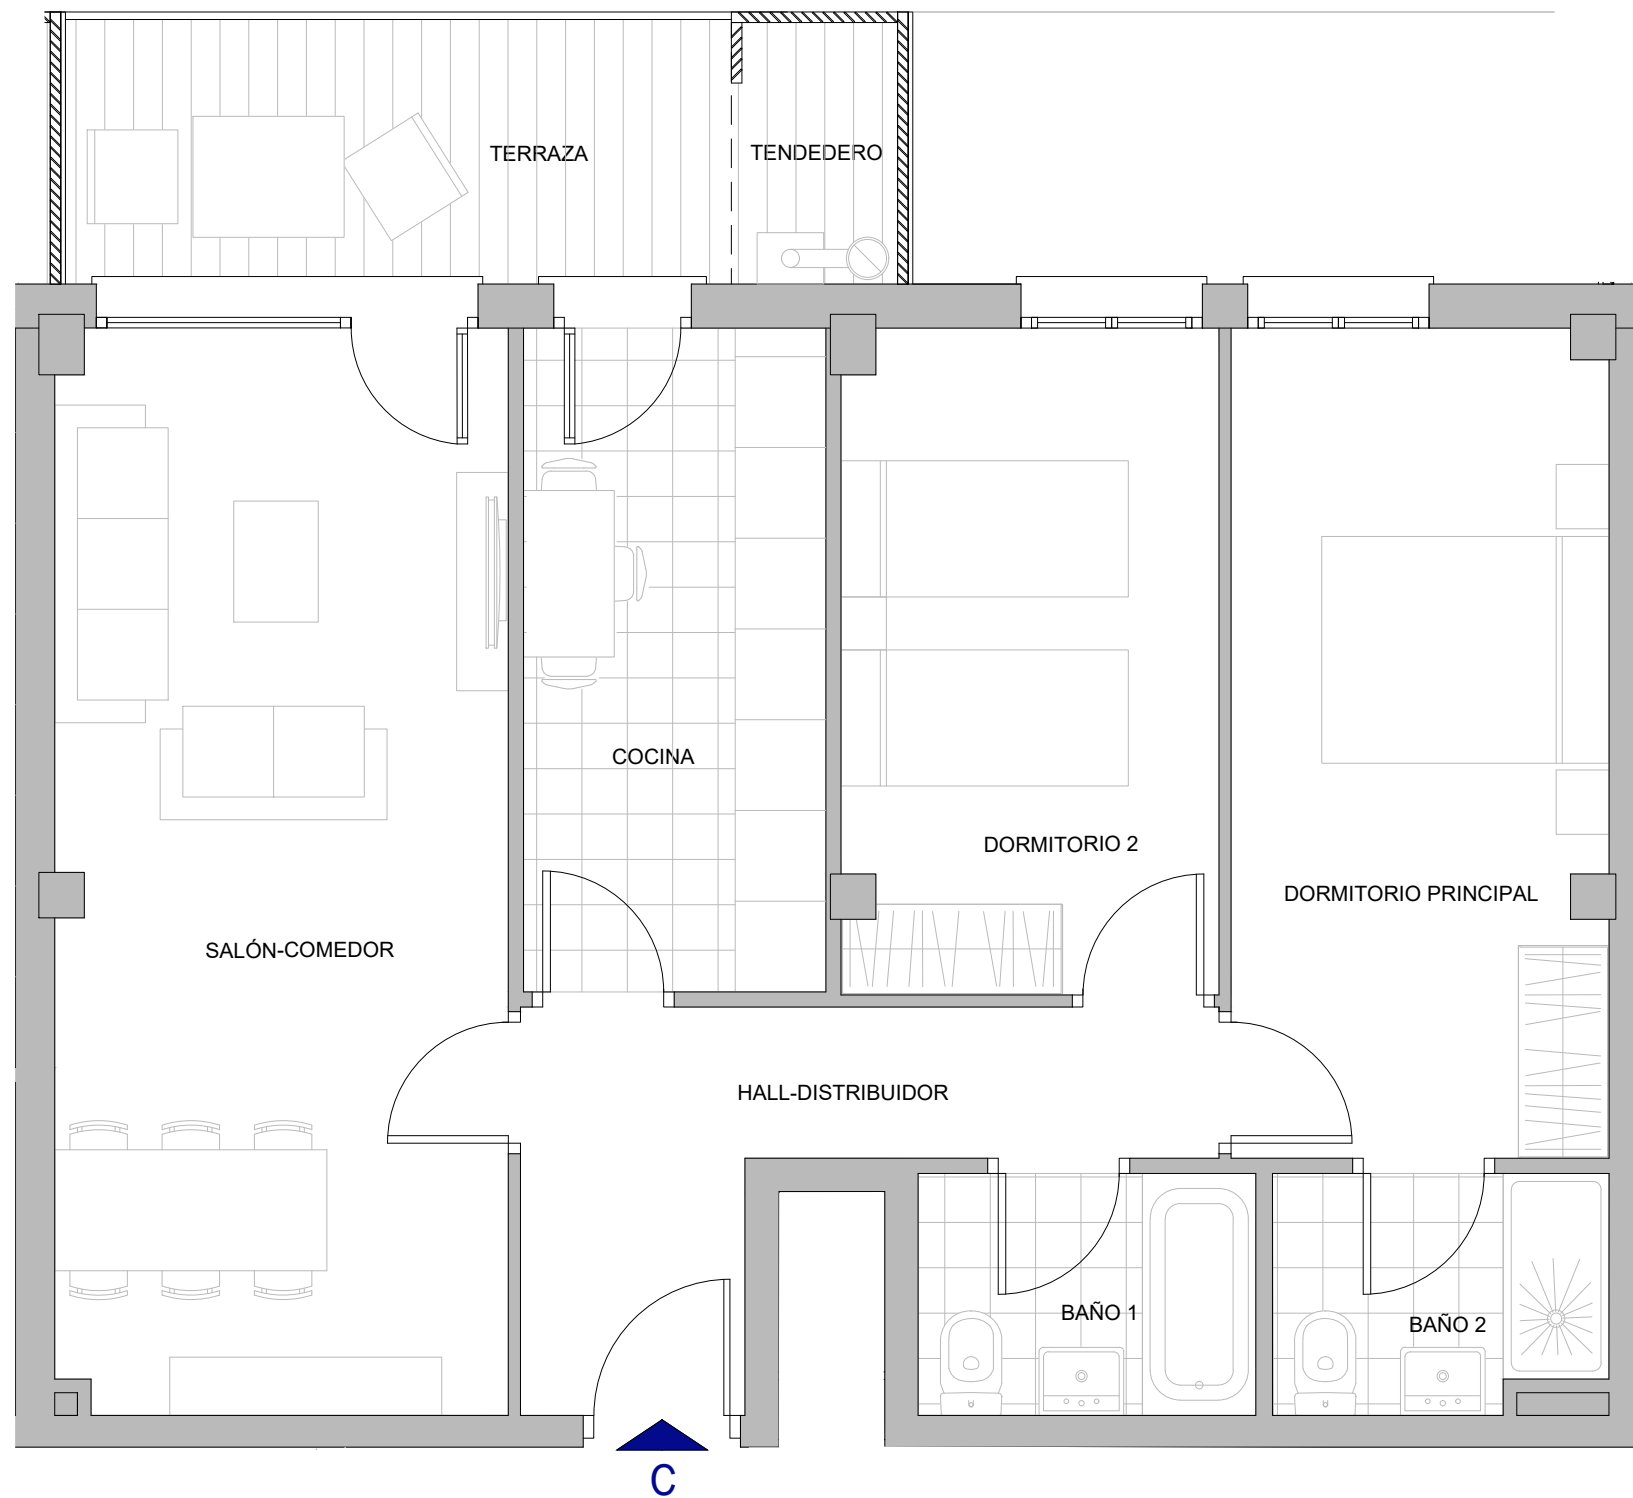 TERRAZA
TENDEDERO
COCINA
DORMITORIO 2
DORMITORIO PRINCIPAL
SALÓN-COMEDOR
HALL-DISTRIBUIDOR
BAÑO 1
BAÑO 2
C